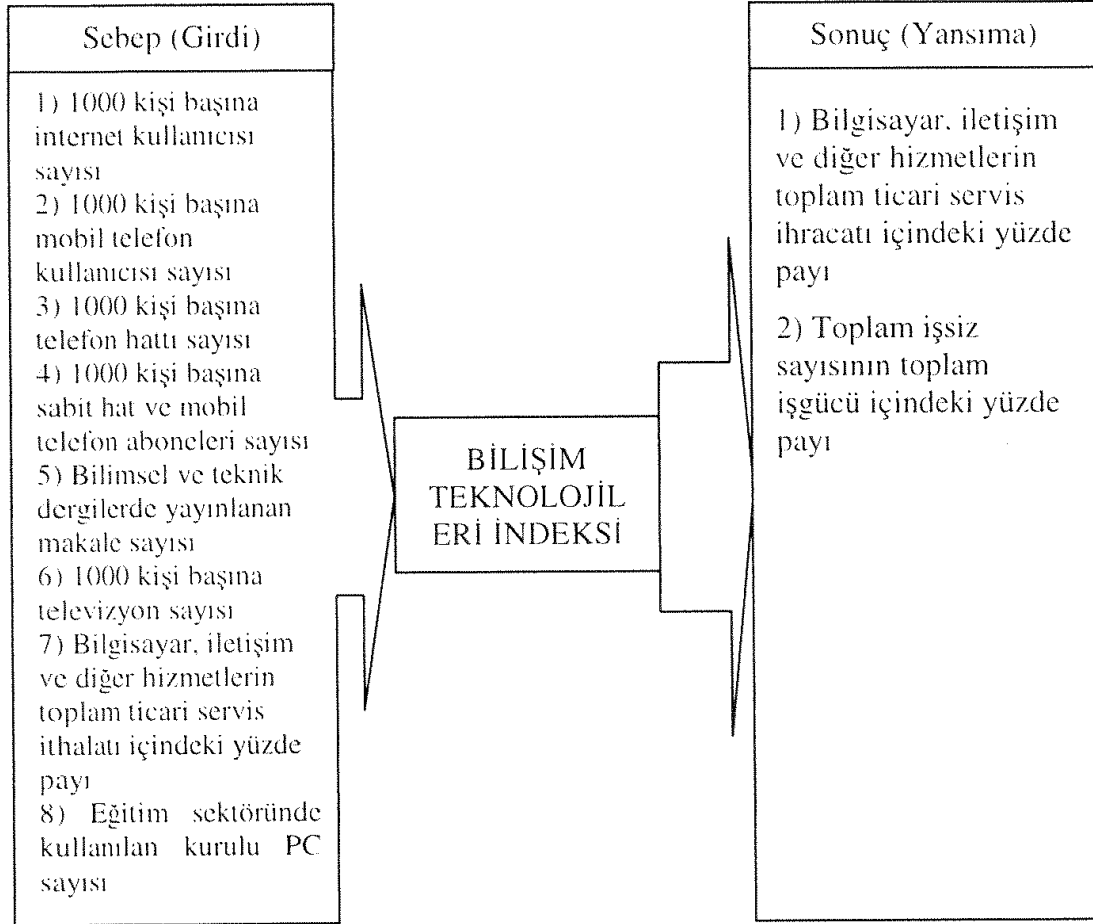 Sebep (Girdi)
1) 1000 kişi başına
internet kullanıcısı
sayısı
2) 1000 kişi başına
mobil telefon
kullanıcısı sayısı
3) 1000 kişi başına
telefon hattı sayısı
4) 1000 kişi başına
sabit hat ve mobil
telefon aboneleri sayısı
5) Bilimsel ve teknik
dergilerde yayınlanan
makale sayısı
6) 1000 kişi başına
televizyon sayısı
7) Bilgisayar, iletişim
ve diğer hizmetlerin
toplam ticari servis
ithalatı içindeki yüzde
payı
8) Eğitim sektöründe
kullanılan kurulu PC
sayısı
BİLİŞİM
TEKNOLOJİL
ERİ İNDEKSİ
Sonuç (Yansıma)
1) Bilgisayar, iletişim
ve diğer hizmetlerin
toplam ticari servis
ihracatı içindeki yüzde
payı
2) Toplam işsiz
sayısının toplam
işgücü içindeki yüzde
payı